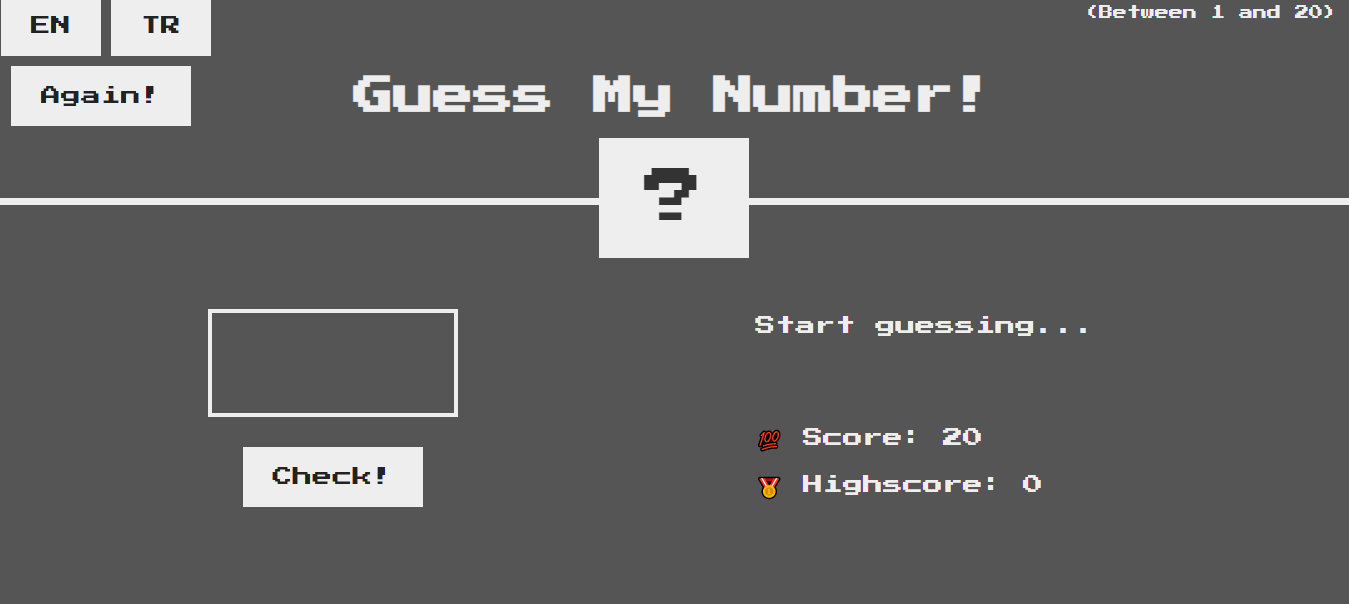 EN TR
(Between 1 and 20)
Again!
Guess My Number!
?
Start guessing...
💯 Score: 20
Check!
🥇 Highscore: 0